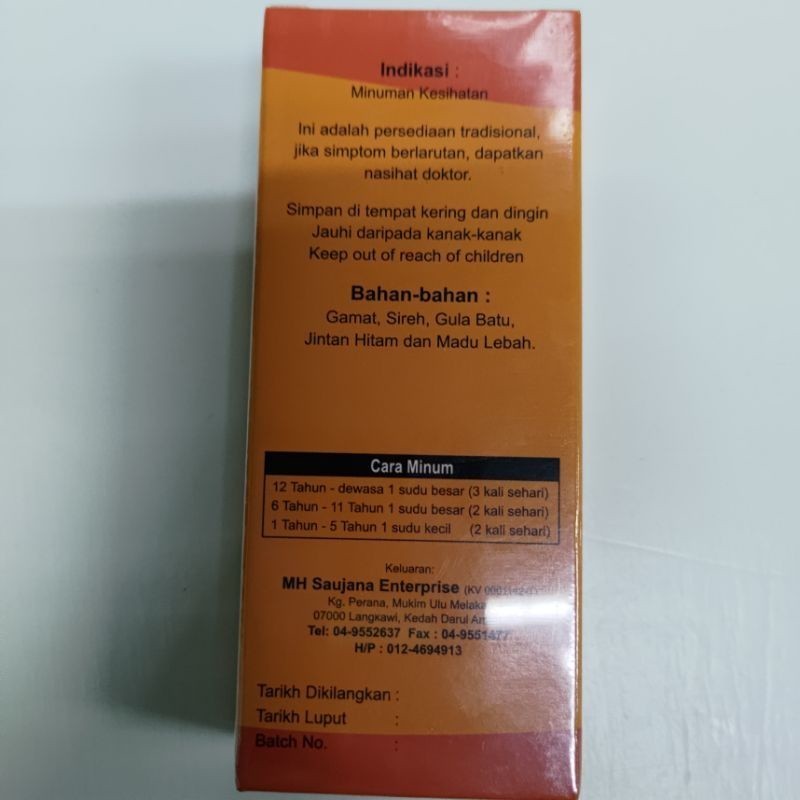 Indikasi :
Minuman Kesihatan
Ini adalah persediaan tradisional,
jika simptom berlarutan, dapatkan
nasihat doktor.
Simpan di tempat kering dan dingin
Jauhi daripada kanak-kanak
Keep out of reach of children
Bahan-bahan :
Gamat, Sireh, Gula Batu,
Jintan Hitam dan Madu Lebah.
Cara Minum
12 Tahun - dewasa 1 sudu besar (3 kali sehari)
6 Tahun - 11 Tahun 1 sudu besar (2 kali sehari)
1 Tahun - 5 Tahun 1 sudu kecil (2 kali sehari)
Keluaran:
MH Saujana Enterprise (KV
Kg. Perana, Mukim Ulu
07000 Langkawi, Kedah Darul
Tel: 04-9552637 Fax : 04-9551477
H/P : 012-4694913
Tarikh Dikilangkan :
Tarikh Luput :
Batch No. :